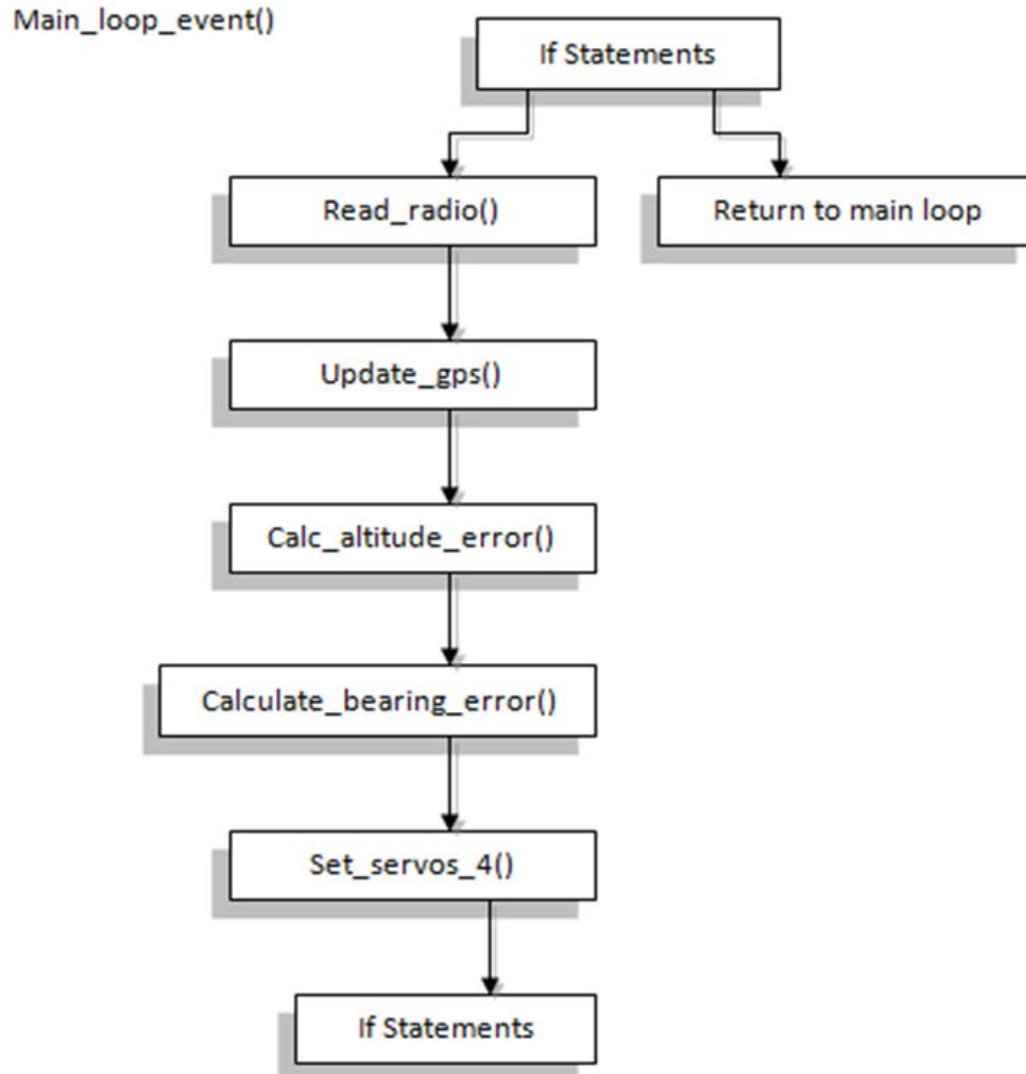 Main_loop_event()
If Statements
Read_radio()
Return to main loop
Update_gps()
Calc_altitude_error()
Calculate_bearing_error()
Set_servos_4()
If Statements